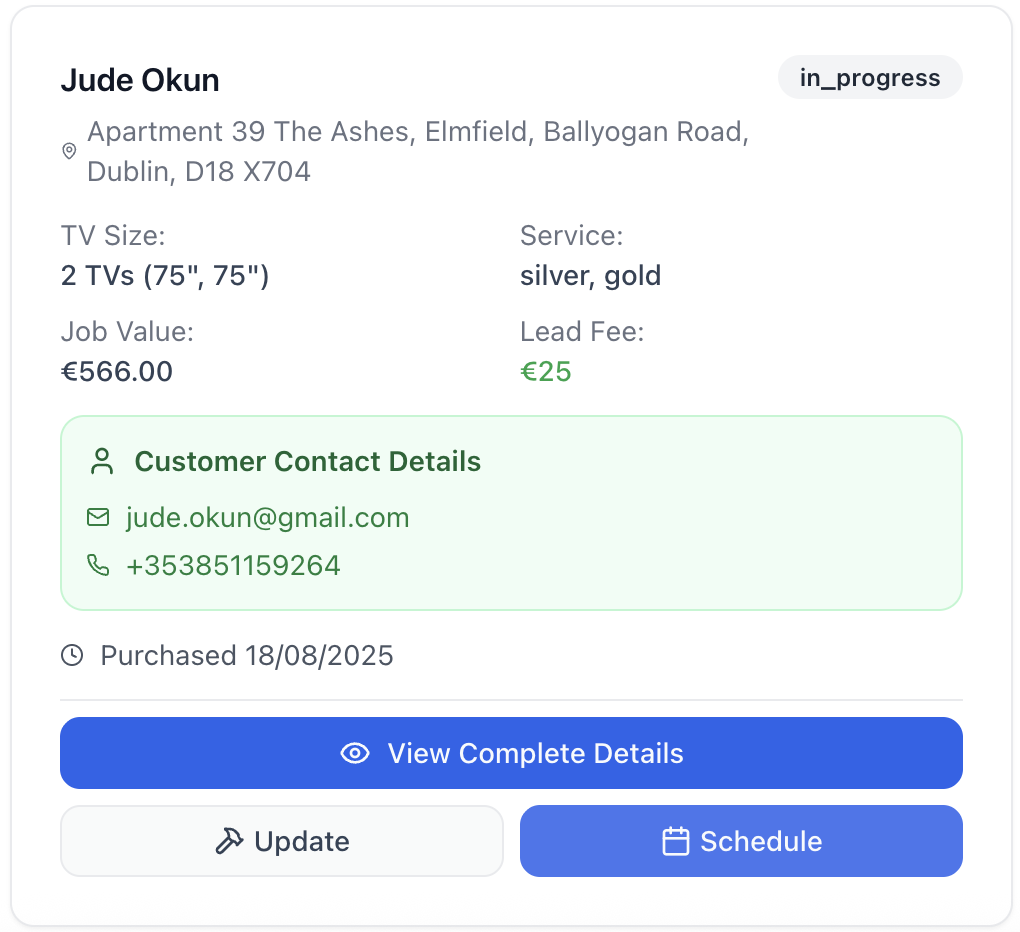 Jude Okun
in_progress
Apartment 39 The Ashes, Elmfield, Ballyogan Road,
Dublin, D18 X704
TV Size:
2 TVs (75", 75")
Service:
silver, gold
Job Value:
€566.00
Lead Fee:
€25
Customer Contact Details
jude.okun@gmail.com
+353851159264
Purchased 18/08/2025
View Complete Details
Update
Schedule